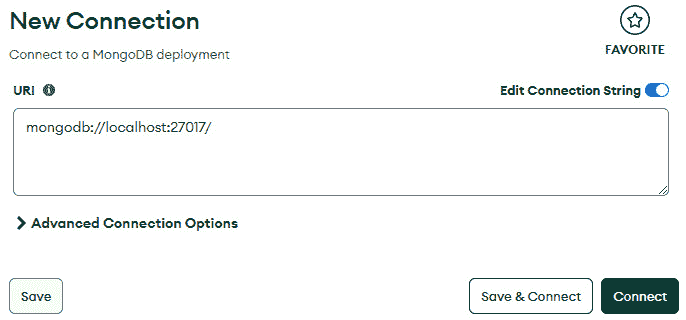 New Connection
FAVORITE
Connect to a MongoDB deployment
URI
Edit Connection String
mongodb://localhost:27017/
Advanced Connection Options
Save
Save & Connect
Connect